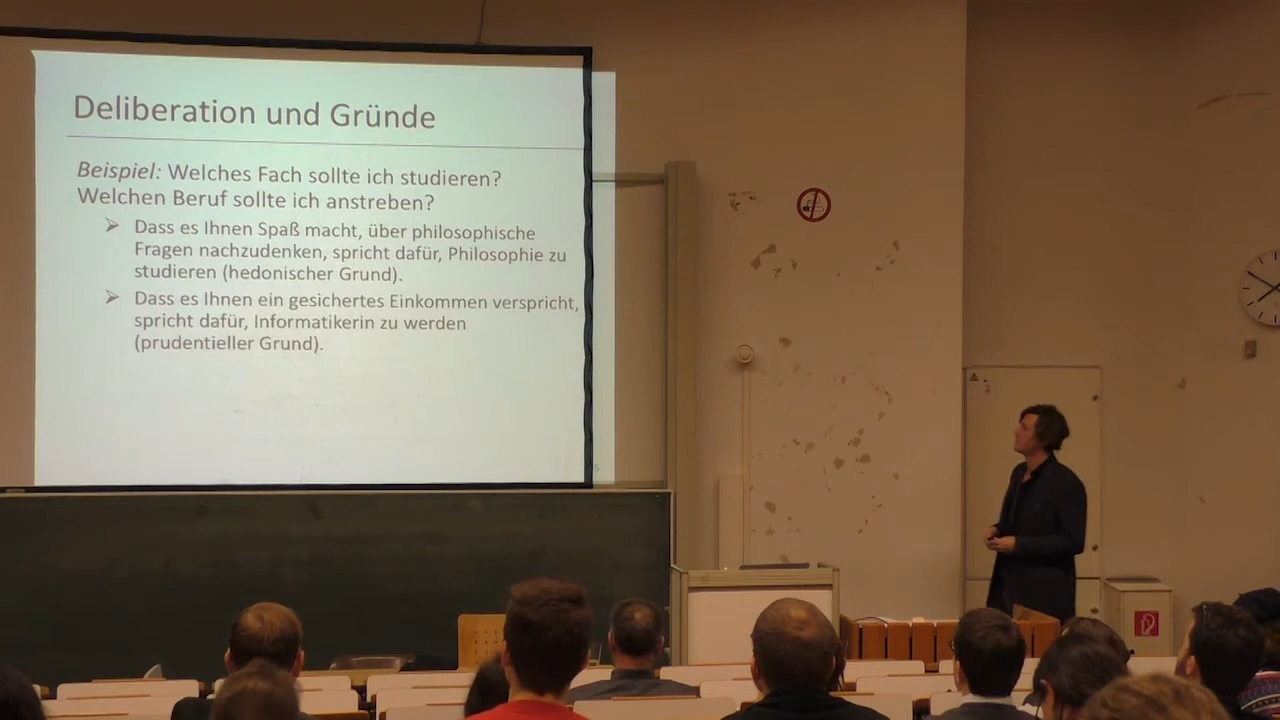 Deliberation und Gründe
Beispiel: Welches Fach sollte ich studieren?
Welchen Beruf sollte ich anstreben?
Dass es Ihnen Spaß macht, über philosophische
Fragen nachzudenken, spricht dafür, Philosophie zu
studieren (hedonischer Grund).
Dass es Ihnen ein gesichertes Einkommen verspricht,
spricht dafür, Informatikerin zu werden
(prudentieller Grund).
5